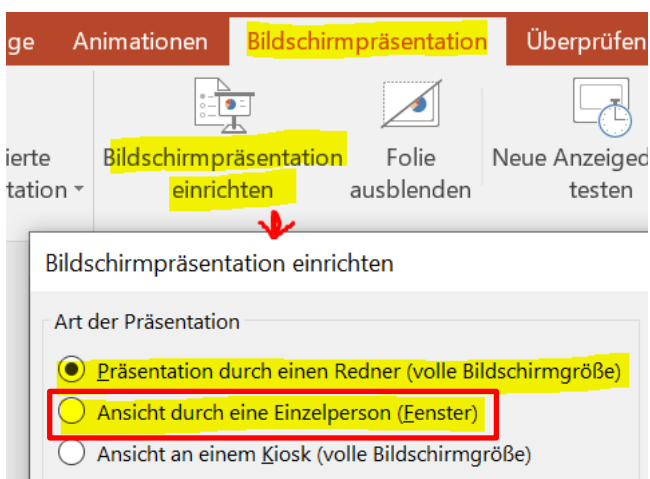 ge Animationen Bildschirmpräsentation Überprüfen
ierte Bildschirmpräsentation Folie Neue Anzeiged
tation einrichten ausblenden testen
Bildschirmpräsentation einrichten
Art der Präsentation
Präsentation durch einen Redner (volle Bildschirmgröße)
Ansicht durch eine Einzelperson (Fenster)
Ansicht an einem Kiosk (volle Bildschirmgröße)